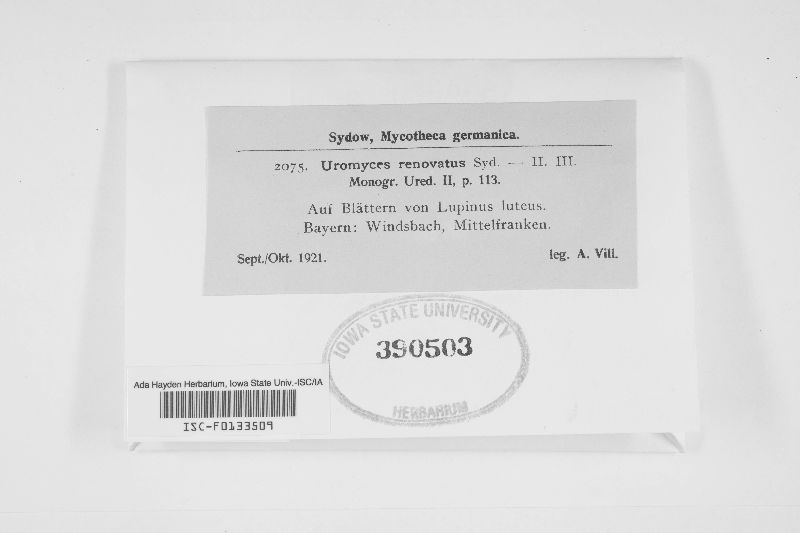 Sydow, Mycotheca germanica.
2075. Uromyces renovatus Syd. — II. III.
Monogr. Ured. II, p. 113.
Auf Blättern von Lupinus luteus.
Bayern: Windsbach, Mittelfranken.
Sept./Okt. 1921. leg. A. Vill.
IOWA STATE UNIVERSITY
390503
HERBARIUM
Ada Hayden Herbarium, Iowa State Univ.-ISC/IA
ISC-F0133509